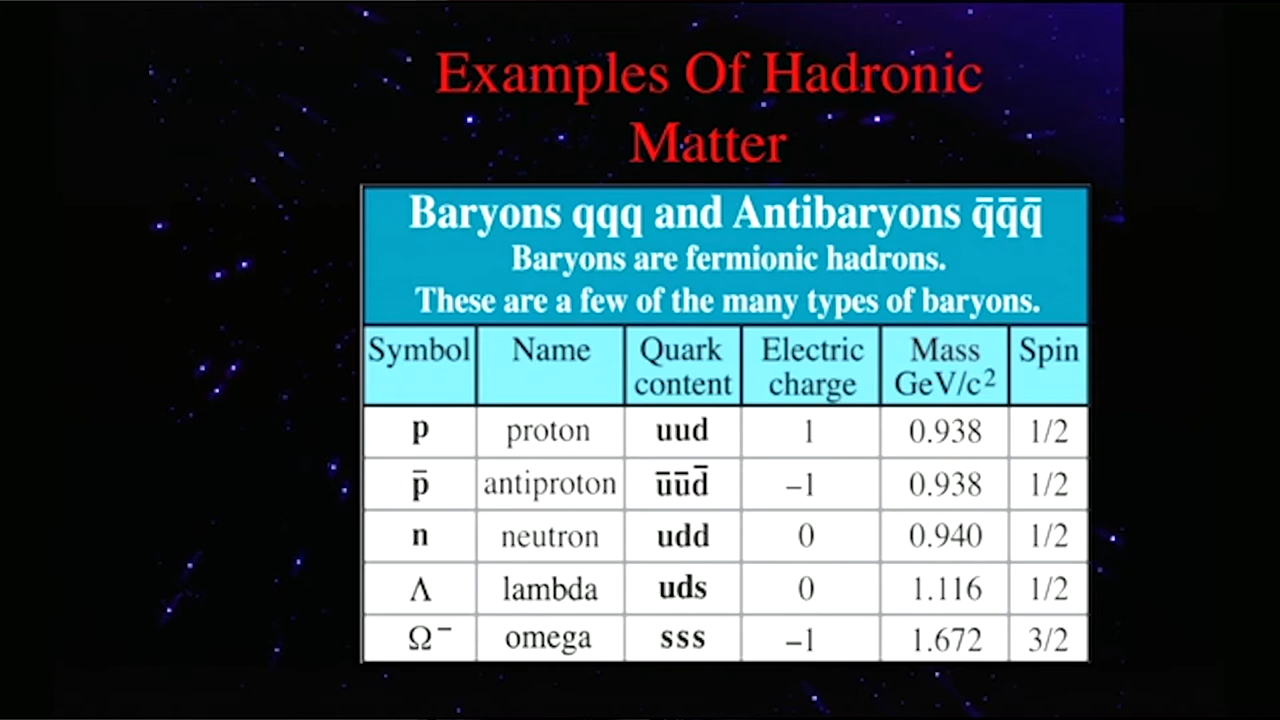 Examples Of Hadronic
Matter
Baryons qqq and Antibaryons q̄q̄q̄
Baryons are fermionic hadrons.
These are a few of the many types of baryons.
Symbol Name Quark content Electric charge Mass GeV/c² Spin
p proton uud 1 0.938 1/2
p̄ antiproton ūūd̄ –1 0.938 1/2
n neutron udd 0 0.940 1/2
Λ lambda uds 0 1.116 1/2
Ω⁻ omega sss –1 1.672 3/2